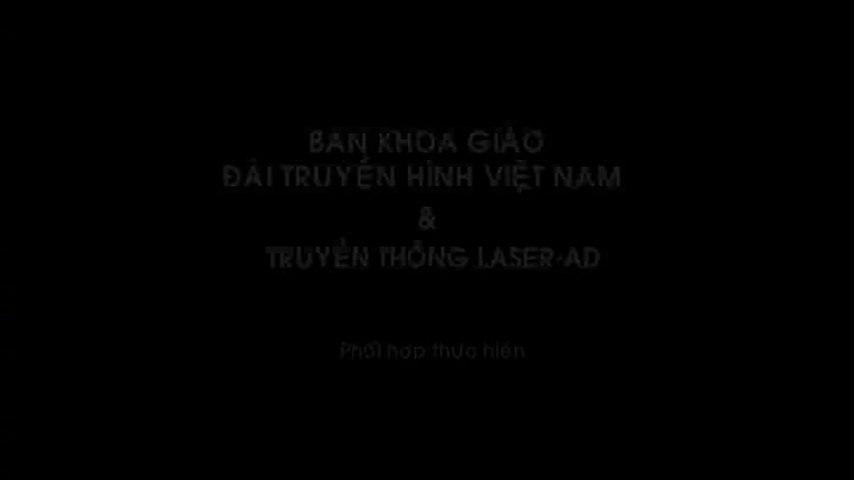 BAN KHOA GIÁO
ĐÀI TRUYỀN HÌNH VIỆT NAM
&
TRUYỀN THÔNG LASER-AD
Phối hợp thực hiện